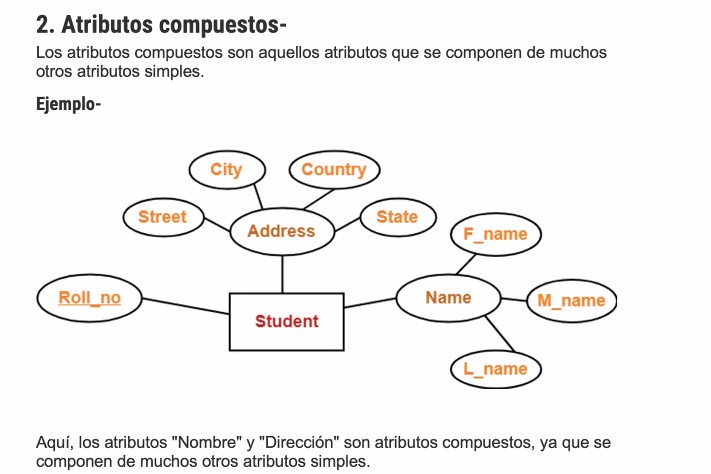 2. Atributos compuestos-
Los atributos compuestos son aquellos atributos que se componen de muchos
otros atributos simples.
Ejemplo-
City
Country
Street
Address
State
F_name
Roll_no
Student
Name
M_name
L_name
Aquí, los atributos "Nombre" y "Dirección" son atributos compuestos, ya que se
componen de muchos otros atributos simples.